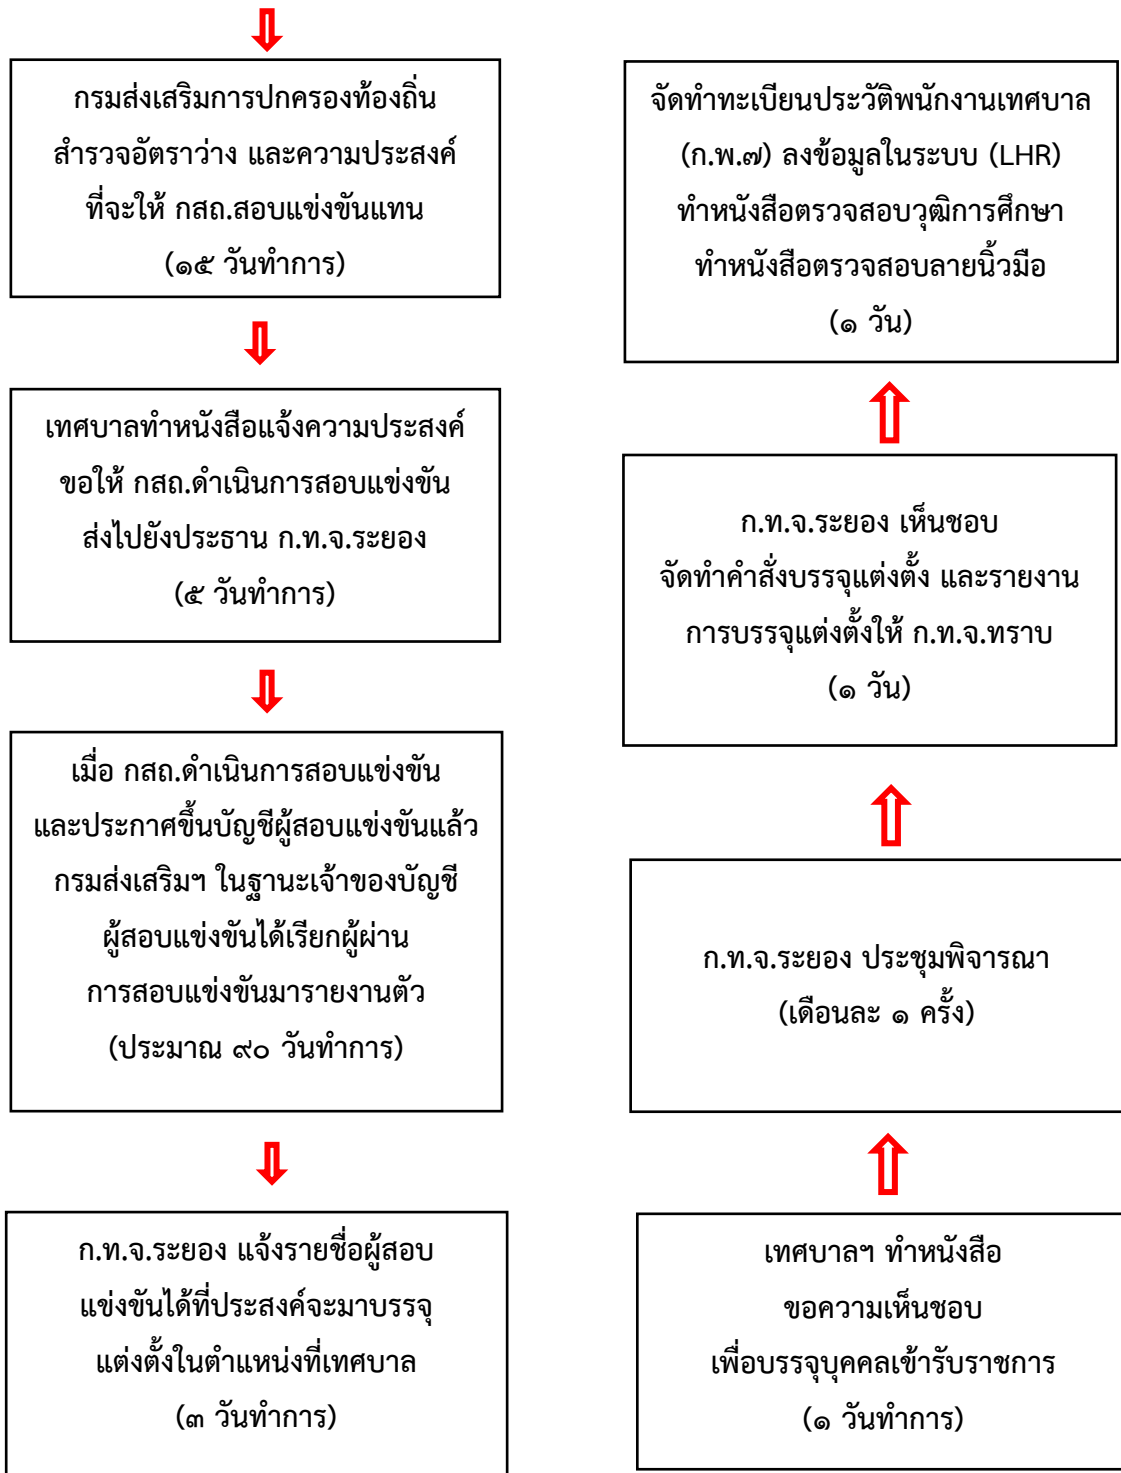 กรมส่งเสริมการปกครองท้องถิ่น
สำรวจอัตราว่าง และความประสงค์
ที่จะให้ กสถ.สอบแข่งขันแทน
(๑๕ วันทำการ)
เทศบาลทำหนังสือแจ้งความประสงค์
ขอให้ กสถ.ดำเนินการสอบแข่งขัน
ส่งไปยังประธาน ก.ท.จ.ระยอง
(๕ วันทำการ)
เมื่อ กสถ.ดำเนินการสอบแข่งขัน
และประกาศขึ้นบัญชีผู้สอบแข่งขันแล้ว
กรมส่งเสริมฯ ในฐานะเจ้าของบัญชี
ผู้สอบแข่งขันได้เรียกผู้ผ่าน
การสอบแข่งขันมารายงานตัว
(ประมาณ ๙๐ วันทำการ)
ก.ท.จ.ระยอง แจ้งรายชื่อผู้สอบ
แข่งขันได้ที่ประสงค์จะมาบรรจุ
แต่งตั้งในตำแหน่งที่เทศบาล
(๓ วันทำการ)
จัดทำทะเบียนประวัติพนักงานเทศบาล
(ก.พ.๗) ลงข้อมูลในระบบ (LHR)
ทำหนังสือตรวจสอบวุฒิการศึกษา
ทำหนังสือตรวจสอบลายนิ้วมือ
(๑ วัน)
ก.ท.จ.ระยอง เห็นชอบ
จัดทำคำสั่งบรรจุแต่งตั้ง และรายงาน
การบรรจุแต่งตั้งให้ ก.ท.จ.ทราบ
(๑ วัน)
ก.ท.จ.ระยอง ประชุมพิจารณา
(เดือนละ ๑ ครั้ง)
เทศบาลฯ ทำหนังสือ
ขอความเห็นชอบ
เพื่อบรรจุบุคคลเข้ารับราชการ
(๑ วันทำการ)